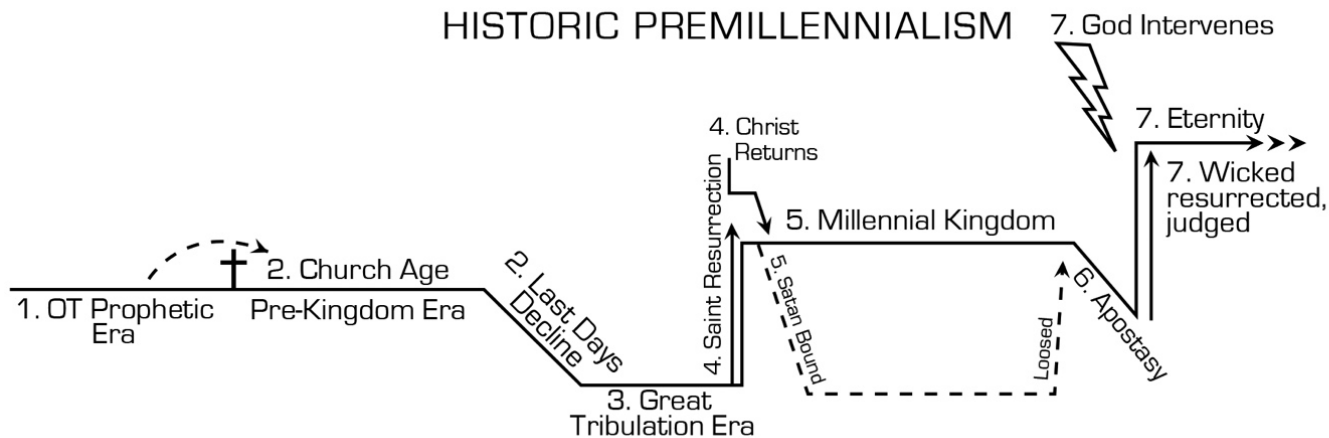 HISTORIC PREMILLENNIALISM
7. God Intervenes
4. Christ
Returns
7. Eternity
7. Wicked
resurrected,
judged
4. Saint Resurrection
5. Millennial Kingdom
2. Church Age
1. OT Prophetic
Era
Pre-Kingdom Era
2. Last Days
Decline
5. Satan Bound
Loosed
6. Apostasy
3. Great
Tribulation Era